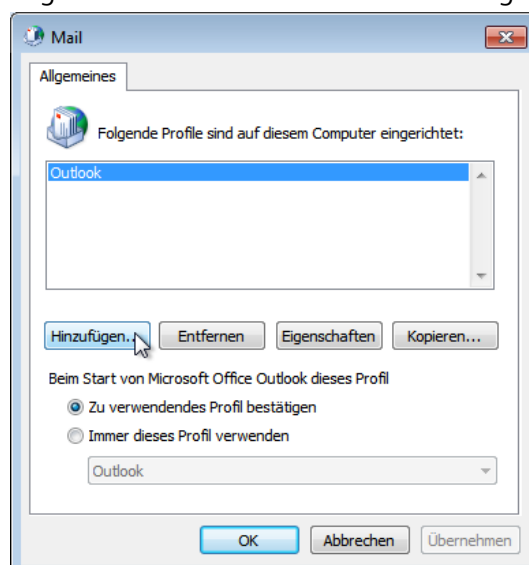 Mail
Allgemeines
Folgende Profile sind auf diesem Computer eingerichtet:
Outlook
Hinzufügen... Entfernen Eigenschaften Kopieren...
Beim Start von Microsoft Office Outlook dieses Profil
Zu verwendendes Profil bestätigen
Immer dieses Profil verwenden
Outlook
OK Abbrechen Übernehmen